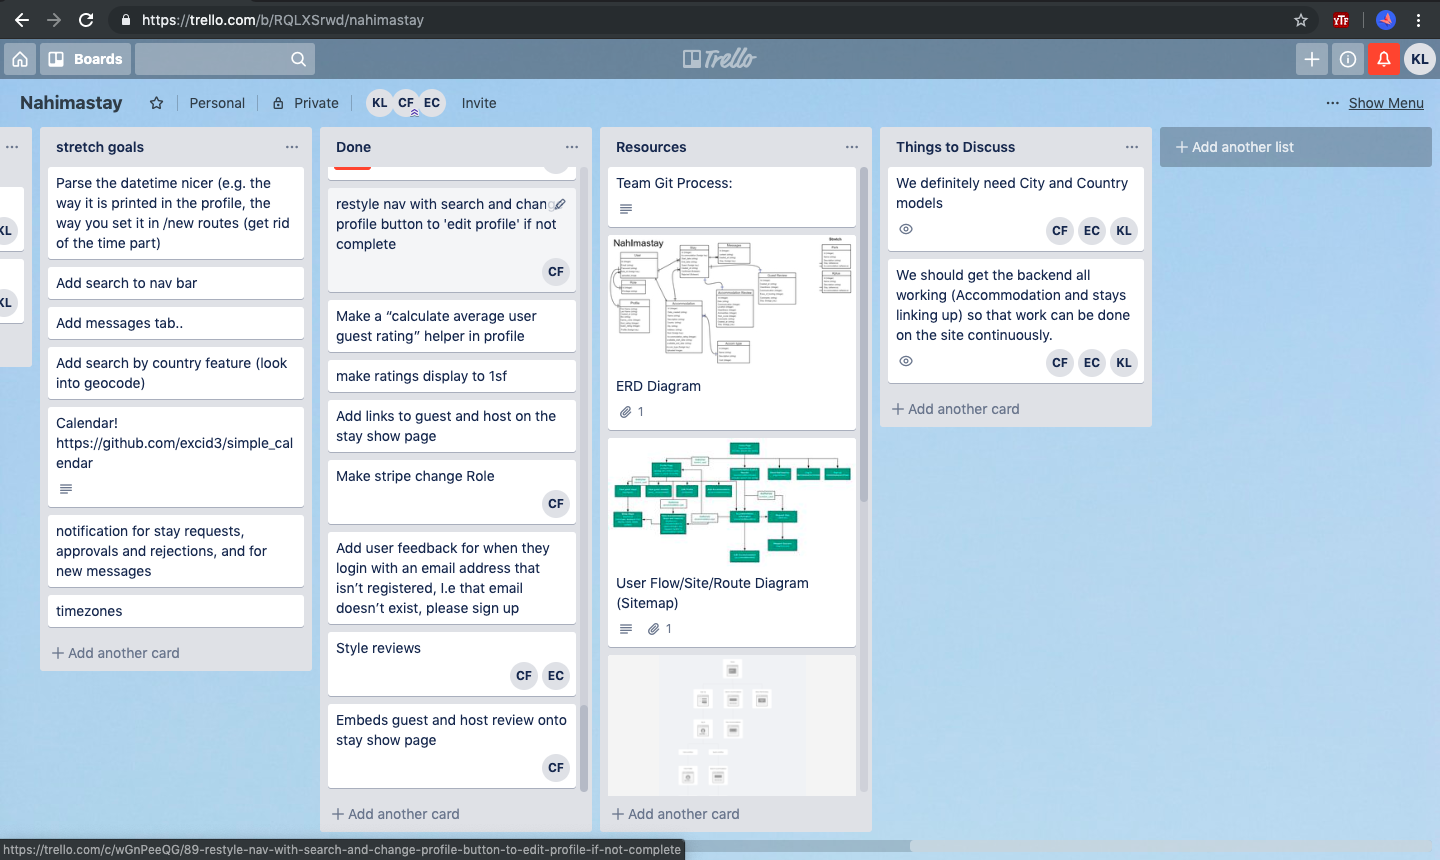 https://trello.com/b/RQLXSrwd/nahimastay
YTF
Boards
Trello
KL
Nahimastay
Personal
Private
KL CF EC
Invite
Show Menu
KL
KL
stretch goals
Parse the datetime nicer (e.g. the
way it is printed in the profile, the
way you set it in /new routes (get rid
of the time part)
Add search to nav bar
Add messages tab..
Add search by country feature (look
into geocode)
Calendar!
https://github.com/excid3/simple_cal
endar
notification for stay requests,
approvals and rejections, and for
new messages
timezones
Add another card
Done
restyle nav with search and change
profile button to 'edit profile' if not
complete
CF
Make a “calculate average user
guest rating” helper in profile
make ratings display to 1sf
Add links to guest and host on the
stay show page
Make stripe change Role
CF
Add user feedback for when they
login with an email address that
isn’t registered, I.e that email
doesn’t exist, please sign up
Style reviews
CF EC
Embeds guest and host review onto
stay show page
CF
Add another card
Resources
Team Git Process:
NahImastay
ERD Diagram
1
User Flow/Site/Route Diagram
(Sitemap)
1
Add another card
Things to Discuss
We definitely need City and Country
models
CF EC KL
We should get the backend all
working (Accommodation and stays
linking up) so that work can be done
on the site continuously.
CF EC KL
Add another card
Add another list
https://trello.com/c/wGnPeeQG/89-restyle-nav-with-search-and-change-profile-button-to-edit-profile-if-not-complete